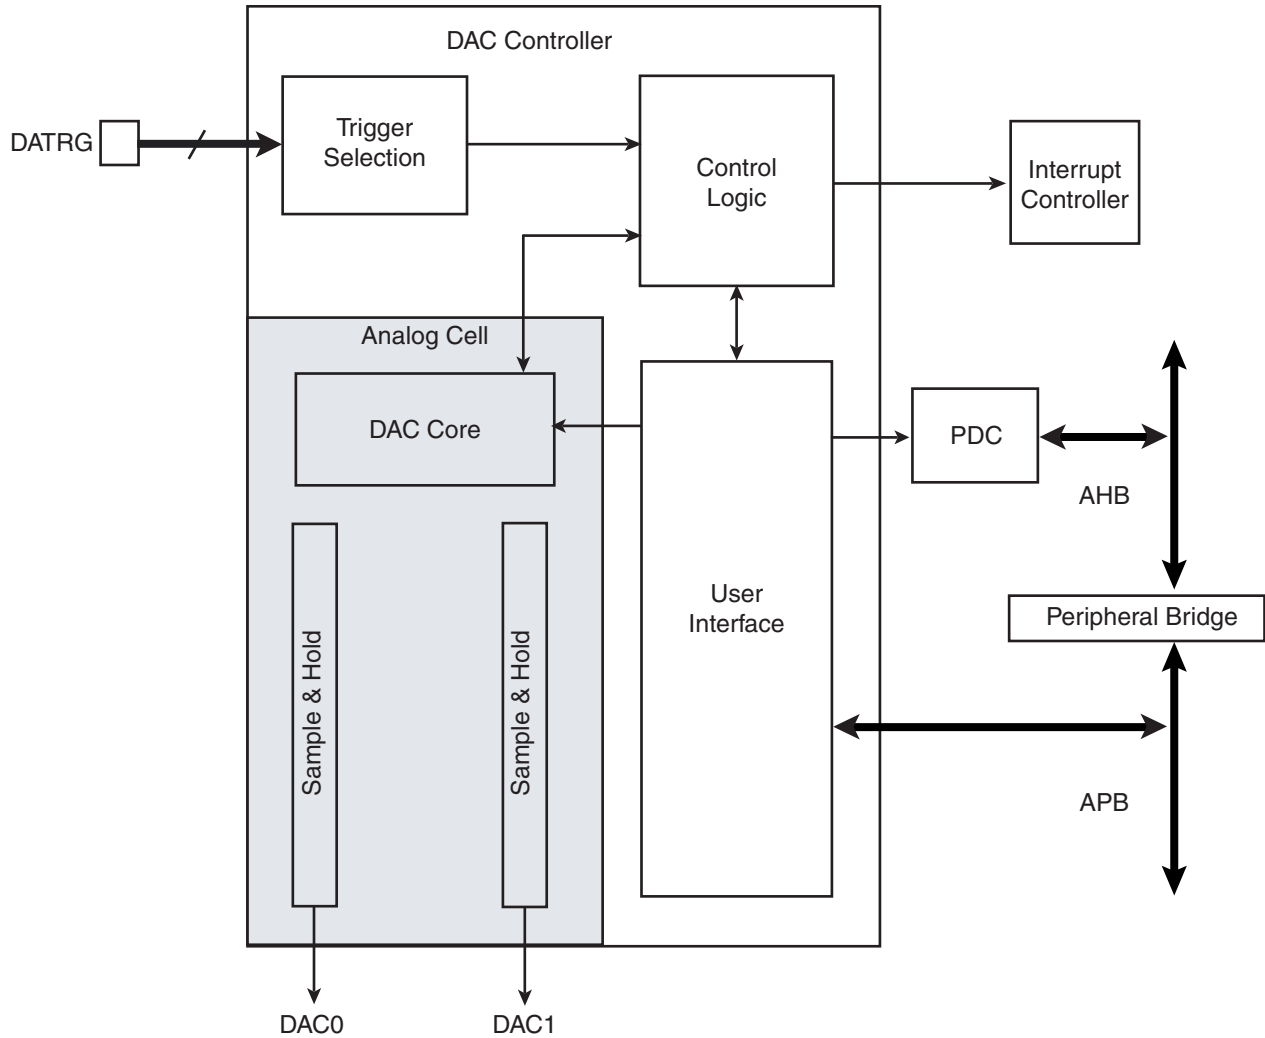 DAC Controller
DATRG
Trigger
Selection
Control
Logic
Interrupt
Controller
Analog Cell
DAC Core
PDC
AHB
User
Interface
Peripheral Bridge
Sample & Hold
Sample & Hold
APB
DAC0
DAC1